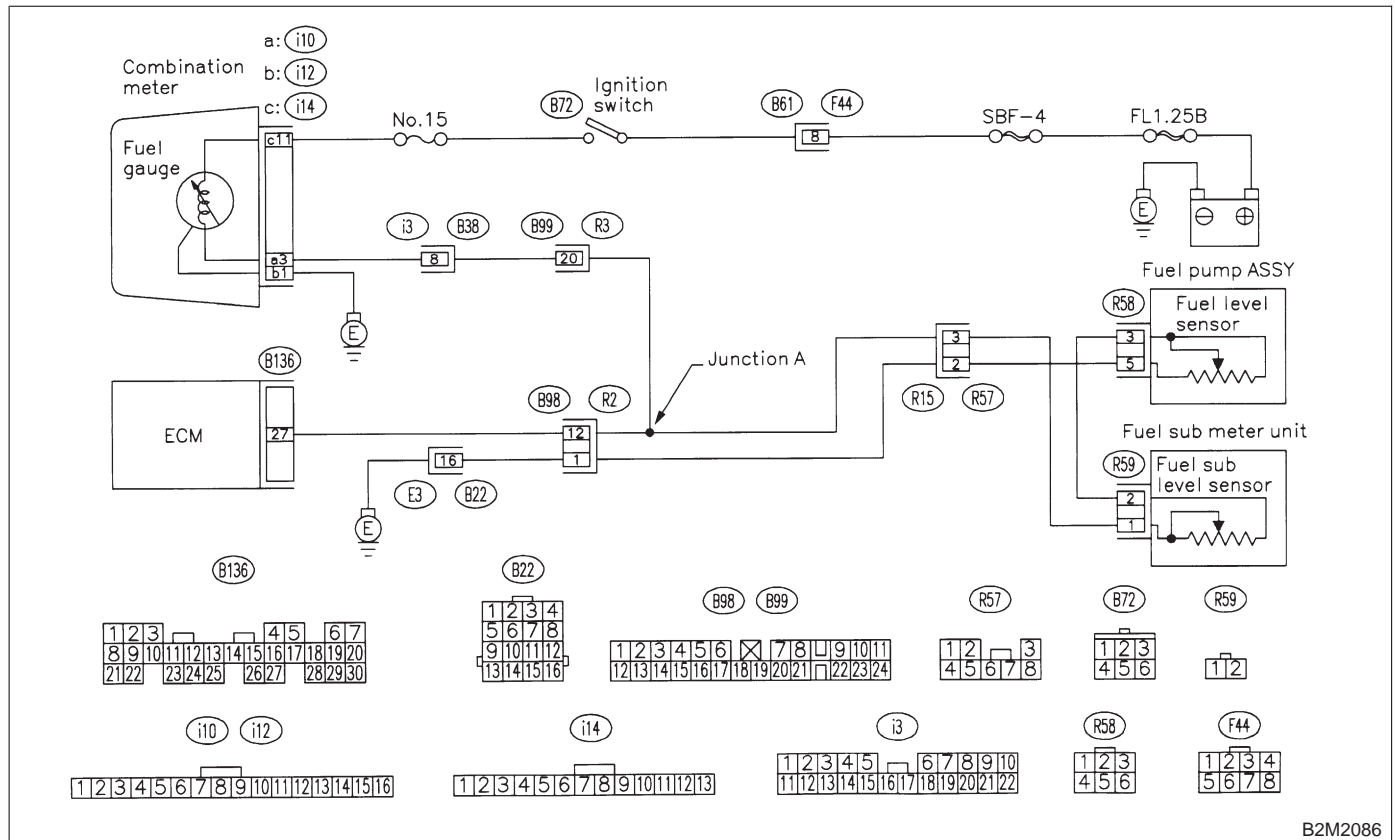 a: i10
Combination meter
b: i12
c: i14
Fuel gauge
c11
a3
b1
No.15
B72
Ignition switch
B61
F44
8
SBF-4
FL1.25B
E
⊖ ⊕
i3
B38
8
B99
R3
20
E
Fuel pump ASSY
R58
Fuel level sensor
3
5
B136
ECM
27
Junction A
B98
R2
12
1
R15
R57
3
2
16
E3
B22
E
Fuel sub meter unit
R59
Fuel sub level sensor
2
1
B136
1 2 3 4 5 6 7
8 9 10 11 12 13 14 15 16 17 18 19 20
21 22 23 24 25 26 27 28 29 30
B22
1 2 3 4
5 6 7 8
9 10 11 12
13 14 15 16
B98 B99
1 2 3 4 5 6 7 8 9 10 11
12 13 14 15 16 17 18 19 20 21 22 23 24
R57
1 2 3
4 5 6 7 8
B72
1 2 3
4 5 6
R59
1 2
i10 i12
1 2 3 4 5 6 7 8 9 10 11 12 13 14 15 16
i14
1 2 3 4 5 6 7 8 9 10 11 12 13
i3
1 2 3 4 5 6 7 8 9 10
11 12 13 14 15 16 17 18 19 20 21 22
R58
1 2 3
4 5 6
F44
1 2 3 4
5 6 7 8
B2M2086